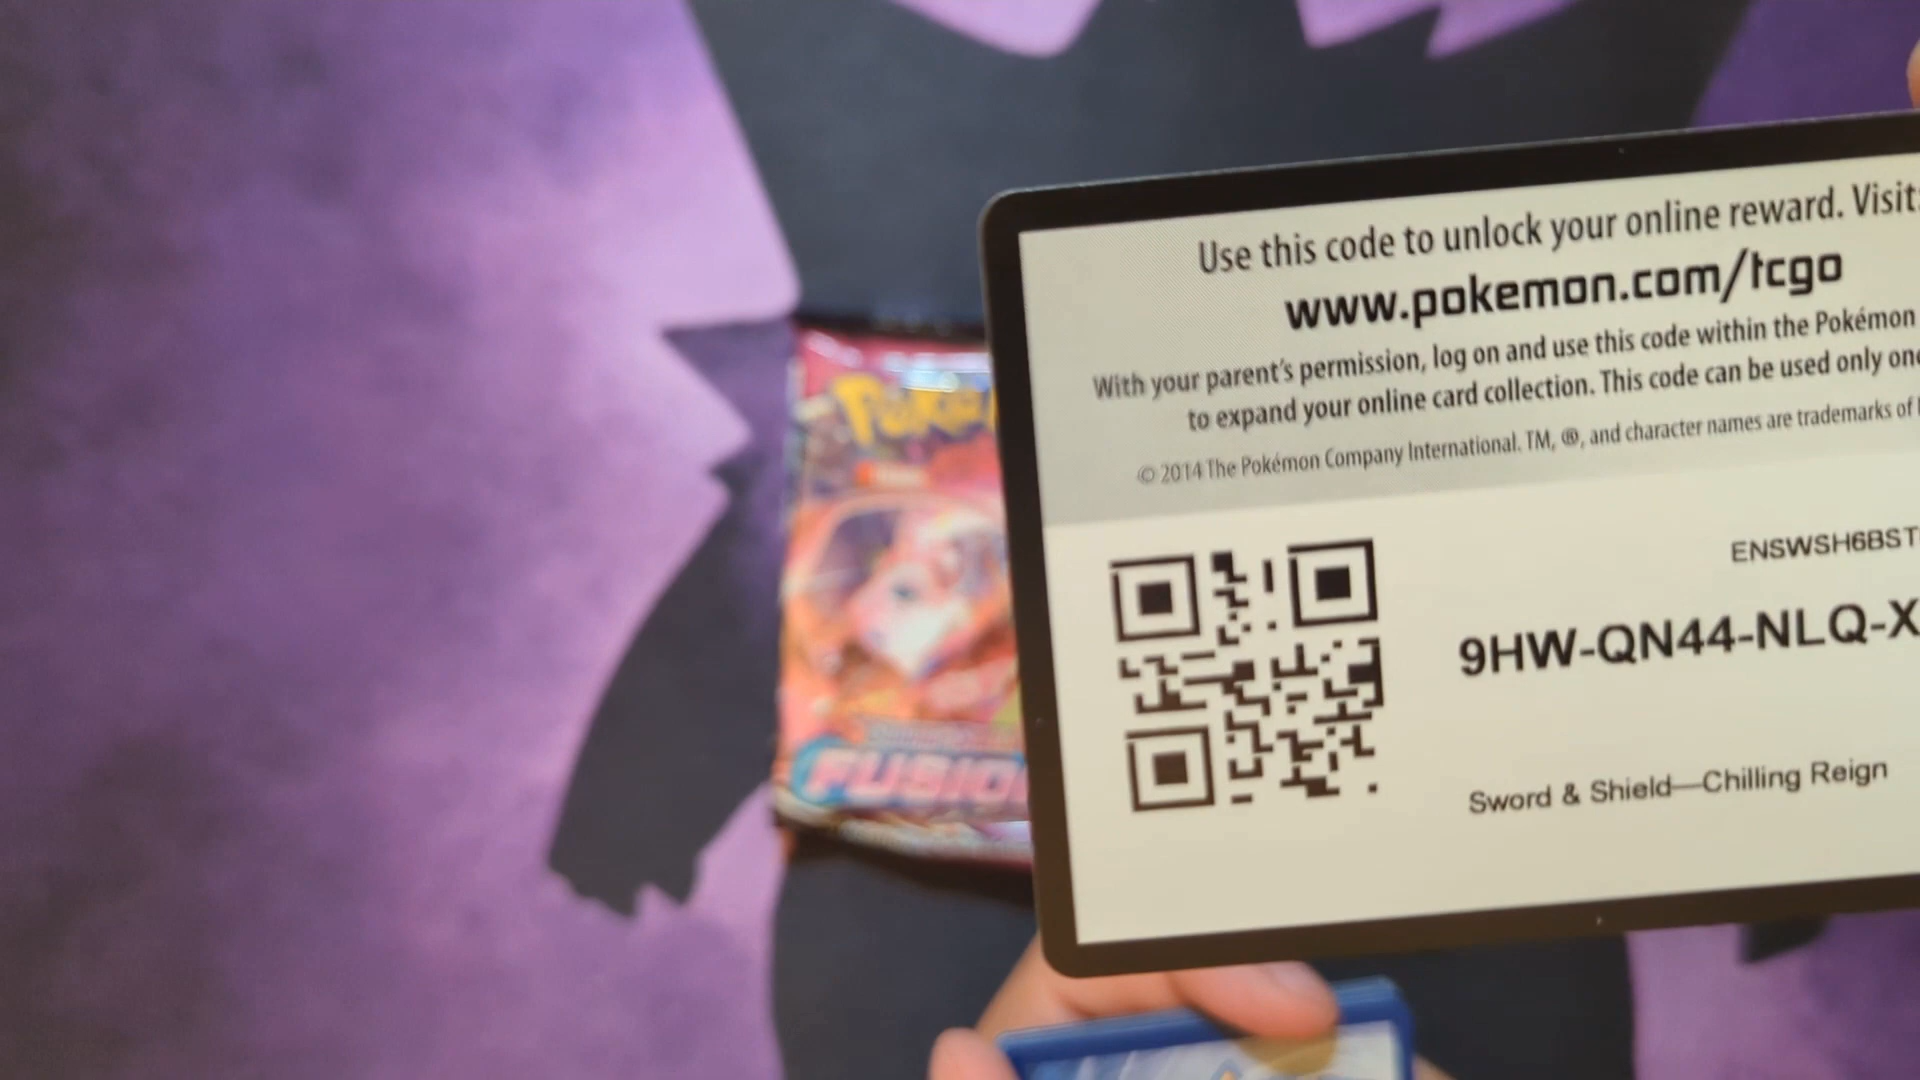 Use this code to unlock your online reward. Visit:
www.pokemon.com/tcgo
With your parent's permission, log on and use this code within the Pokémon
to expand your online card collection. This code can be used only
© 2014 The Pokémon Company International. TM, ®, and character names are trademarks of
ENSWSH6BST
9HW-QN44-NLQ-X
Sword & Shield—Chilling Reign
POKé
FUSIO